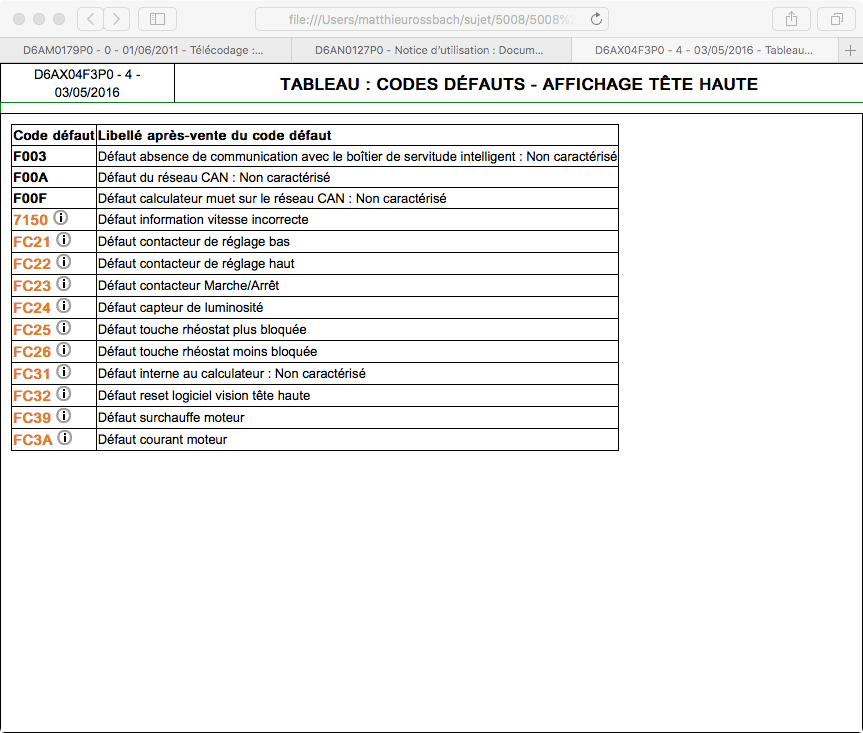 file:///Users/matthieurossbach/sujet/5008/5008%
D6AM0179P0 - 0 - 01/06/2011 - Télécodage :...
D6AN0127P0 - Notice d'utilisation : Docum...
D6AX04F3P0 - 4 - 03/05/2016 - Tableau...
D6AX04F3P0 - 4 -
03/05/2016
TABLEAU : CODES DÉFAUTS - AFFICHAGE TÊTE HAUTE
Code défaut Libellé après-vente du code défaut
F003 Défaut absence de communication avec le boîtier de servitude intelligent : Non caractérisé
F00A Défaut du réseau CAN : Non caractérisé
F00F Défaut calculateur muet sur le réseau CAN : Non caractérisé
7150 Défaut information vitesse incorrecte
FC21 Défaut contacteur de réglage bas
FC22 Défaut contacteur de réglage haut
FC23 Défaut contacteur Marche/Arrêt
FC24 Défaut capteur de luminosité
FC25 Défaut touche rhéostat plus bloquée
FC26 Défaut touche rhéostat moins bloquée
FC31 Défaut interne au calculateur : Non caractérisé
FC32 Défaut reset logiciel vision tête haute
FC39 Défaut surchauffe moteur
FC3A Défaut courant moteur